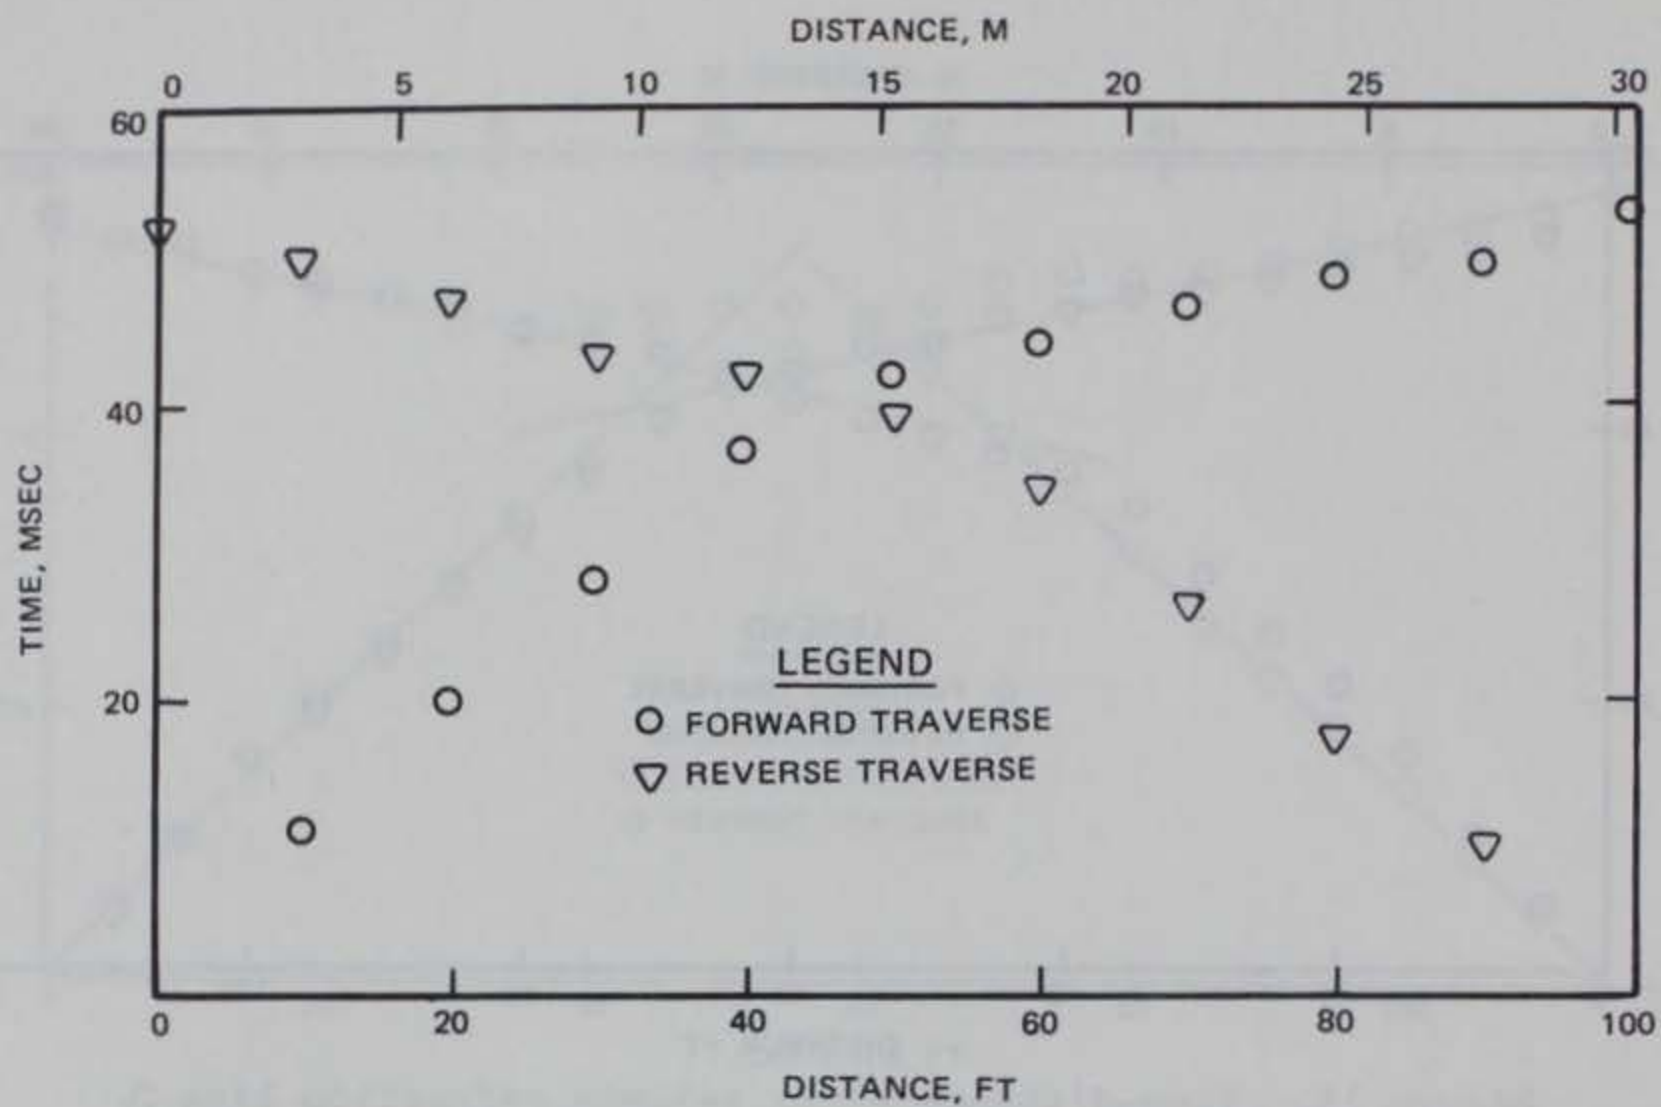 DISTANCE, M
0 5 10 15 20 25 30
60
40
20
TIME, MSEC
LEGEND
FORWARD TRAVERSE
REVERSE TRAVERSE
0 20 40 60 80 100
DISTANCE, FT